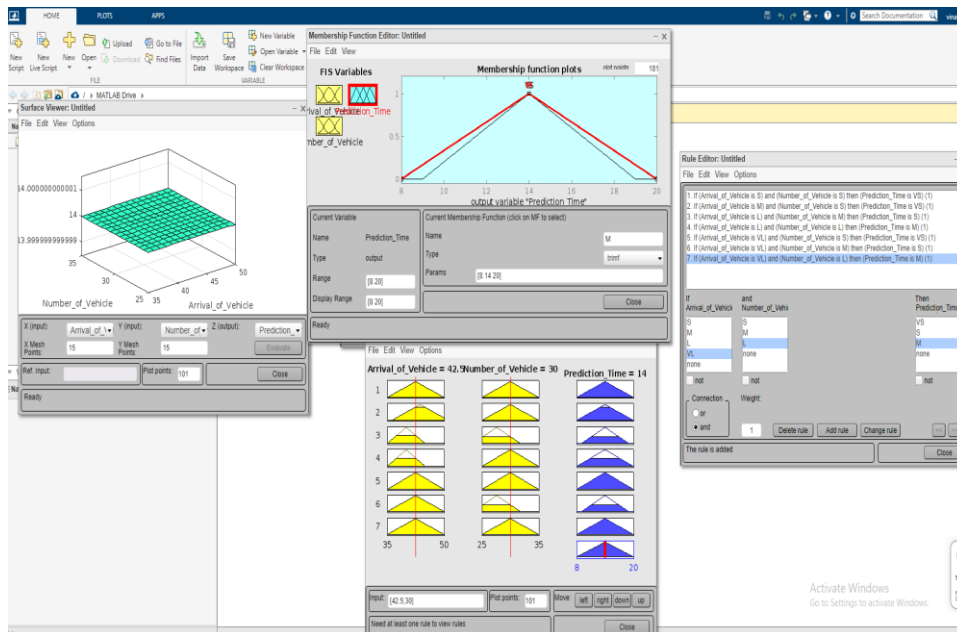 HOME PLOTS APPS
Search Documentation
New Script
New Live Script
New
Open
Upload
Download
Go to File
Find Files
FILE
Import Data
Save Workspace
New Variable
Open Variable
Clear Workspace
VARIABLE
/ > MATLAB Drive >
Surface Viewer: Untitled
File Edit View Options
14.000000000001
14
13.999999999999
35
30
25 35
40
45
50
Number_of_Vehicle
Arrival_of_Vehicle
X (input): Arrival_of_V Y (input): Number_of Z (output): Prediction_
X Mesh Points: 15 Y Mesh Points: 15 Evaluate
Ref. Input: Plot points: 101 Close
Ready
Membership Function Editor: Untitled
File Edit View
FIS Variables
Membership function plots
plot points: 181
1
0.5
0
8 10 12 14 16 18 20
output variable "Prediction_Time"
Current Variable
Name Prediction_Time
Type output
Range [8 20]
Display Range [8 20]
Current Membership Function (click on MF to select)
Name M
Type trimf
Params [8 14 20]
Close
Ready
File Edit View Options
Arrival_of_Vehicle = 42.5 Number_of_Vehicle = 30 Prediction_Time = 14
1
2
3
4
5
6
7
35 50 25 35
8 20
Input: [42.5;30] Plot points: 101 Move: left right down up
Need at least one rule to view rules Close
Rule Editor: Untitled
File Edit View Options
1. If (Arrival_of_Vehicle is S) and (Number_of_Vehicle is S) then (Prediction_Time is VS) (1)
2. If (Arrival_of_Vehicle is M) and (Number_of_Vehicle is S) then (Prediction_Time is VS) (1)
3. If (Arrival_of_Vehicle is L) and (Number_of_Vehicle is M) then (Prediction_Time is S) (1)
4. If (Arrival_of_Vehicle is L) and (Number_of_Vehicle is L) then (Prediction_Time is M) (1)
5. If (Arrival_of_Vehicle is VL) and (Number_of_Vehicle is S) then (Prediction_Time is VS) (1)
6. If (Arrival_of_Vehicle is VL) and (Number_of_Vehicle is M) then (Prediction_Time is S) (1)
7. If (Arrival_of_Vehicle is VL) and (Number_of_Vehicle is L) then (Prediction_Time is M) (1)
If and Then
Arrival_of_Vehicle Number_of_Vehi Prediction_Time
S S VS
M M S
L L M
VL none none
none
not not not
Connection Weight:
or
and 1 Delete rule Add rule Change rule << >>
The rule is added Close
Activate Windows
Go to Settings to activate Windows.